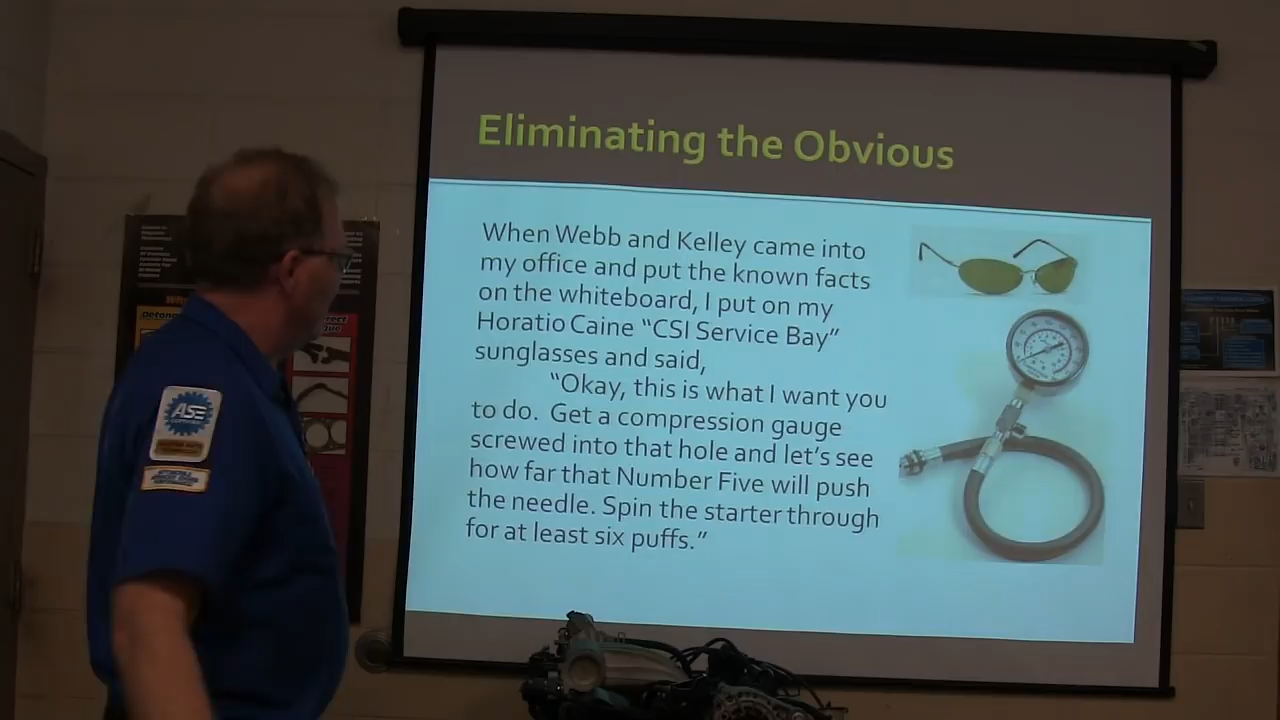 Eliminating the Obvious
When Webb and Kelley came into
my office and put the known facts
on the whiteboard, I put on my
Horatio Caine “CSI Service Bay”
sunglasses and said,
“Okay, this is what I want you
to do. Get a compression gauge
screwed into that hole and let’s see
how far that Number Five will push
the needle. Spin the starter through
for at least six puffs.”
ASE